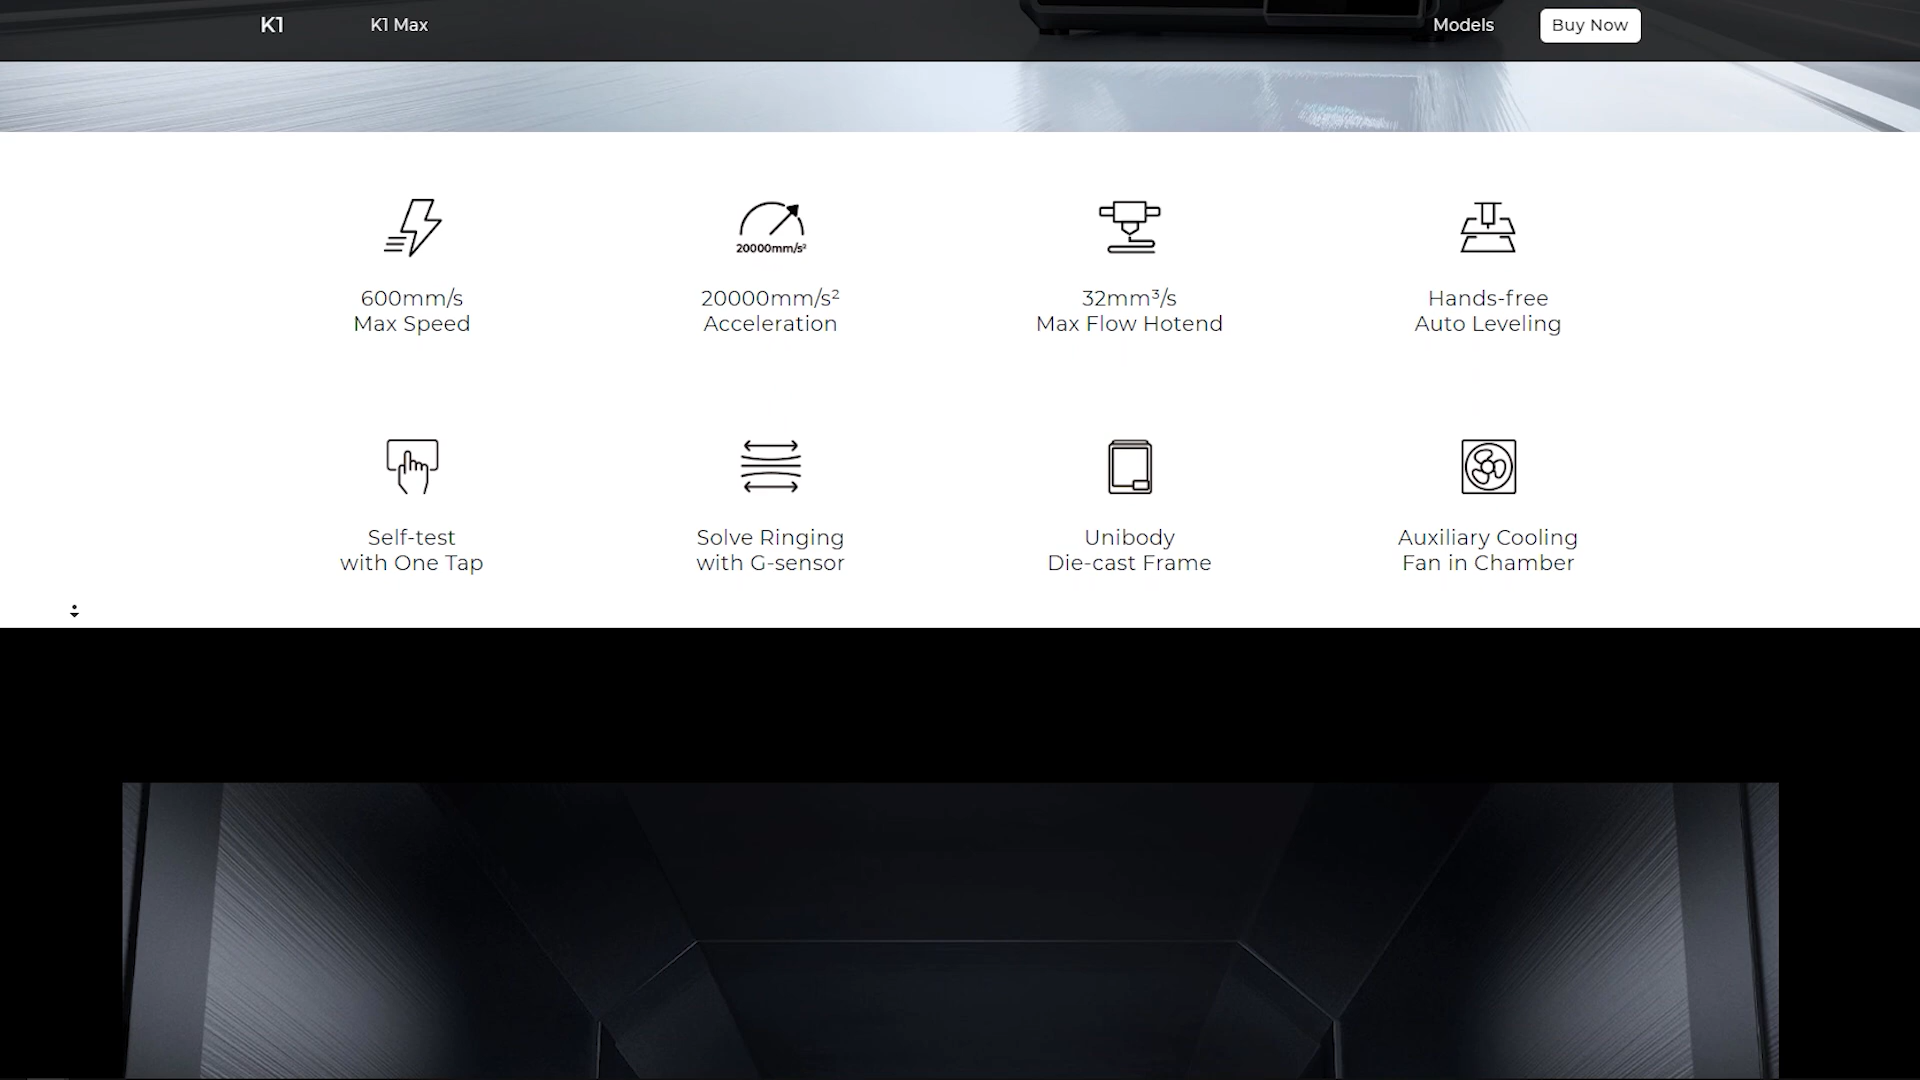 K1 K1 Max Models Buy Now
20000mm/s²
600mm/s
Max Speed
20000mm/s²
Acceleration
32mm³/s
Max Flow Hotend
Hands-free
Auto Leveling
Self-test
with One Tap
Solve Ringing
with G-sensor
Unibody
Die-cast Frame
Auxiliary Cooling
Fan in Chamber